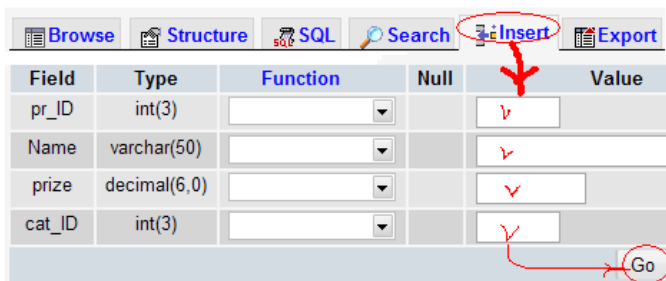 Browse Structure SQL Search Insert Export
Field Type Function Null Value
pr_ID int(3)
Name varchar(50)
prize decimal(6,0)
cat_ID int(3)
Go